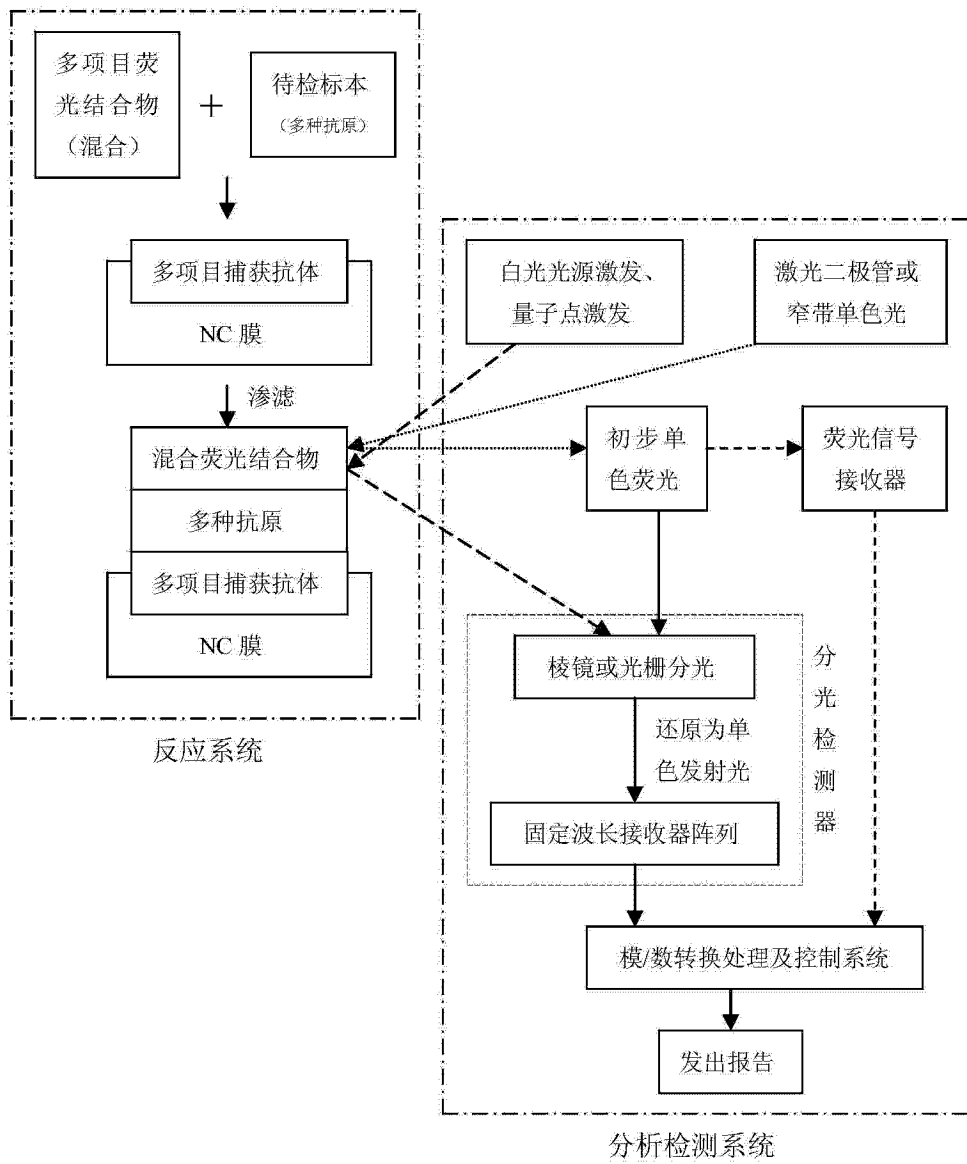 多项目荧
光结合物
（混合）
+
待检标本
（多种抗原）
多项目捕获抗体
NC 膜
渗滤
混合荧光结合物
多种抗原
多项目捕获抗体
NC 膜
反应系统
白光光源激发、
量子点激发
激光二极管或
窄带单色光
初步单
色荧光
荧光信号
接收器
棱镜或光栅分光
还原为单
色发射光
固定波长接收器阵列
分光检测器
模/数转换处理及控制系统
发出报告
分析检测系统